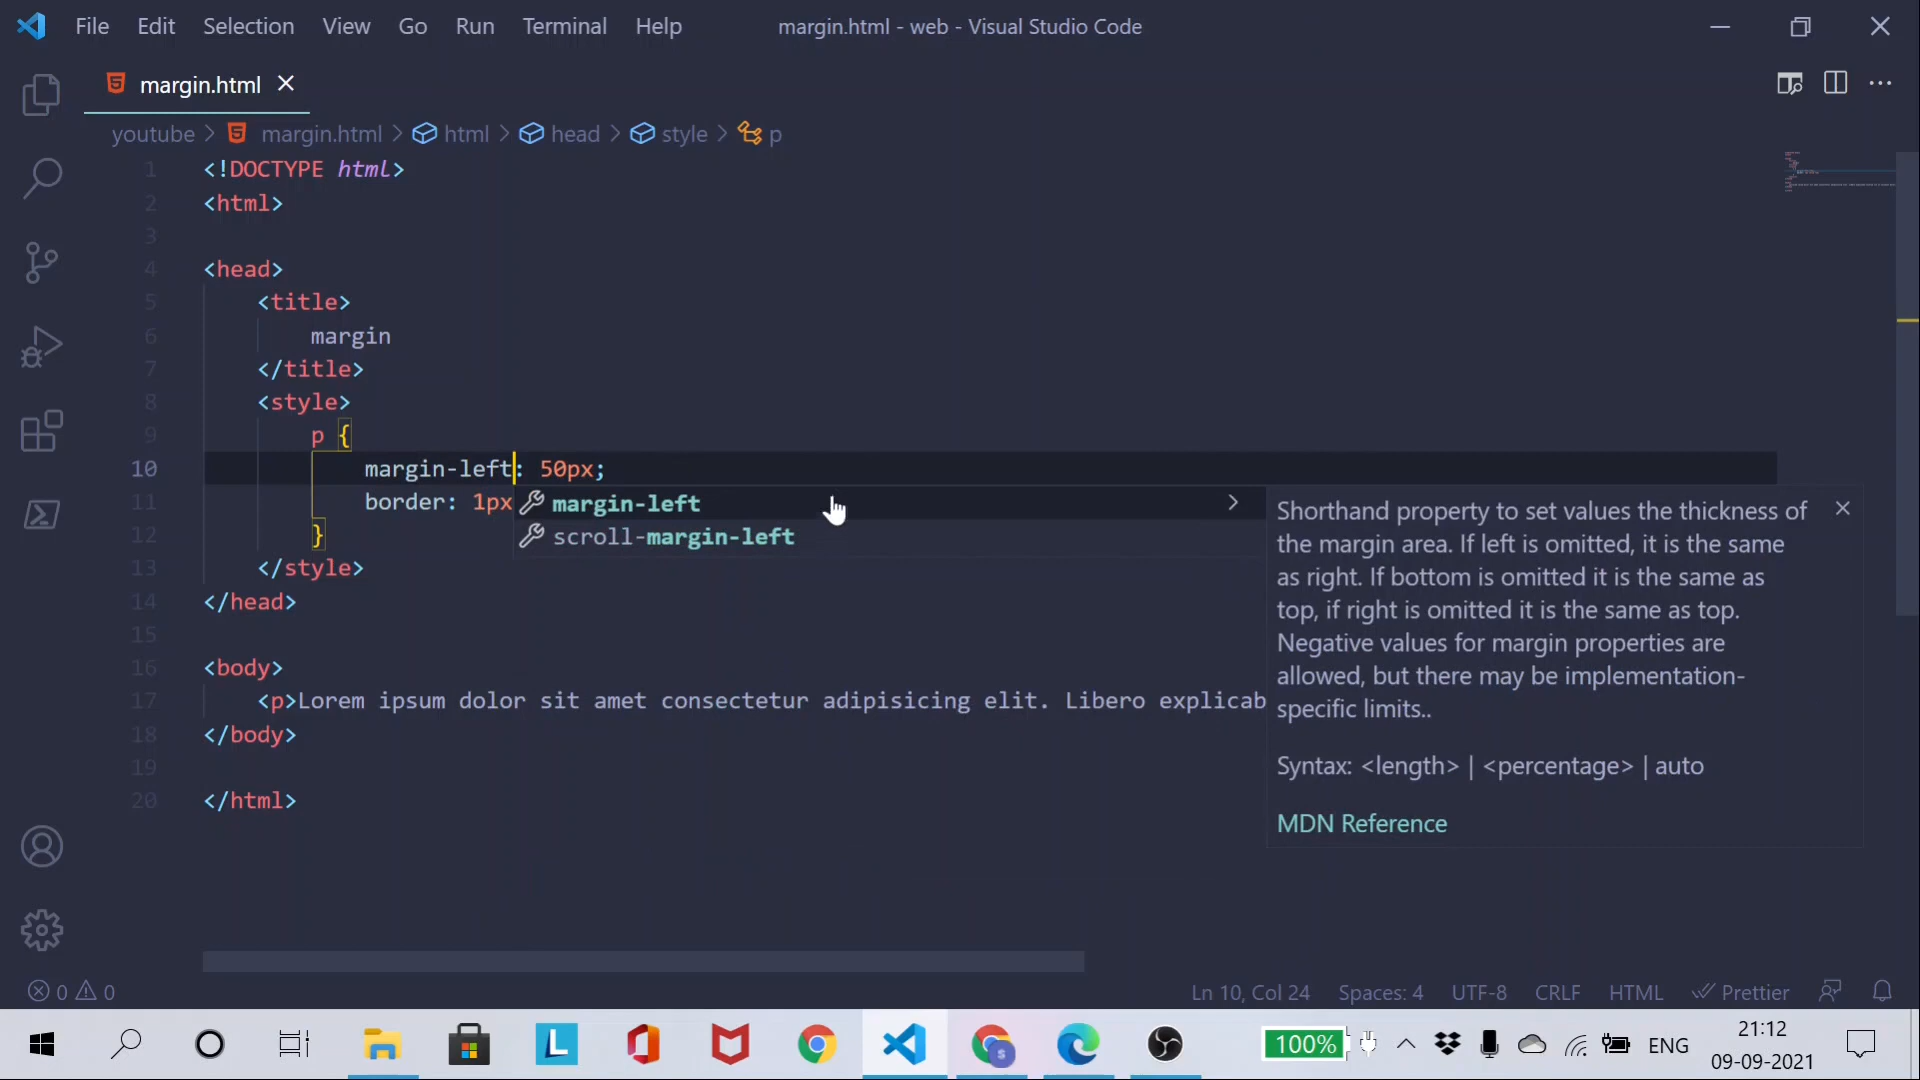 File Edit Selection View Go Run Terminal Help margin.html - web - Visual Studio Code
margin.html
youtube > margin.html > html > head > style > p
1 <!DOCTYPE html>
2 <html>
3
4 <head>
5 <title>
6 margin
7 </title>
8 <style>
9 p {
10 margin-left: 50px;
11 border: 1px
margin-left
12 }
scroll-margin-left
13 </style>
14 </head>
15
16 <body>
17 <p>Lorem ipsum dolor sit amet consectetur adipisicing elit. Libero explicab
18 </body>
19
20 </html>
Shorthand property to set values the thickness of
the margin area. If left is omitted, it is the same
as right. If bottom is omitted it is the same as
top, if right is omitted it is the same as top.
Negative values for margin properties are
allowed, but there may be implementation-
specific limits..
Syntax: <length> | <percentage> | auto
MDN Reference
0 0 Ln 10, Col 24 Spaces: 4 UTF-8 CRLF HTML Prettier
100% ENG 21:12
09-09-2021